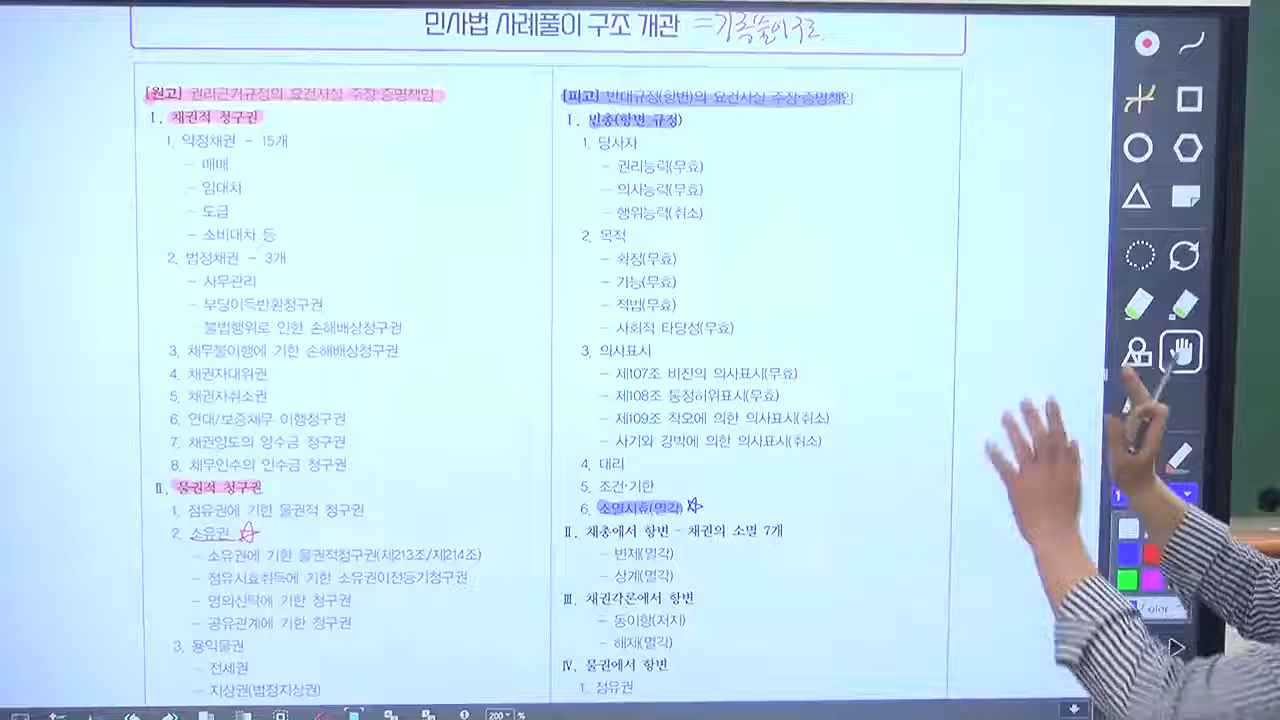 민사법 사례풀이 구조 개관 =기록풀이구조
[원고] 권리근거규정의 요건사실 주장·증명책임
Ⅰ. 채권적 청구권
1. 약정채권 - 15개
- 매매
- 임대차
- 도급
- 소비대차 등
2. 법정채권 - 3개
- 사무관리
- 부당이득반환청구권
- 불법행위로 인한 손해배상청구권
3. 채무불이행에 기한 손해배상청구권
4. 채권자대위권
5. 채권자취소권
6. 연대/보증채무 이행청구권
7. 채권양도의 양수금 청구권
8. 채무인수의 인수금 청구권
Ⅱ. 물권적 청구권
1. 점유권에 기한 물권적 청구권
2. 소유권 ☆
- 소유권에 기한 물권적청구권(제213조/제214조)
- 점유시효취득에 기한 소유권이전등기청구권
- 명의신탁에 기한 청구권
- 공유관계에 기한 청구권
3. 용익물권
- 전세권
- 지상권(법정지상권)
[피고] 반대규정(항변)의 요건사실 주장·증명책임
Ⅰ. 민총(항변 규정)
1. 당사자
- 권리능력(무효)
- 의사능력(무효)
- 행위능력(취소)
2. 목적
- 확정(무효)
- 가능(무효)
- 적법(무효)
- 사회적 타당성(무효)
3. 의사표시
- 제107조 비진의 의사표시(무효)
- 제108조 통정허위표시(무효)
- 제109조 착오에 의한 의사표시(취소)
- 사기와 강박에 의한 의사표시(취소)
4. 대리
5. 조건·기한
6. 소멸시효(멸각) ☆
Ⅱ. 채총에서 항변 - 채권의 소멸 7개
- 변제(멸각)
- 상계(멸각)
Ⅲ. 채권각론에서 항변
- 동이항(저지)
- 해제(멸각)
Ⅳ. 물권에서 항변
1. 점유권
Color
200 %